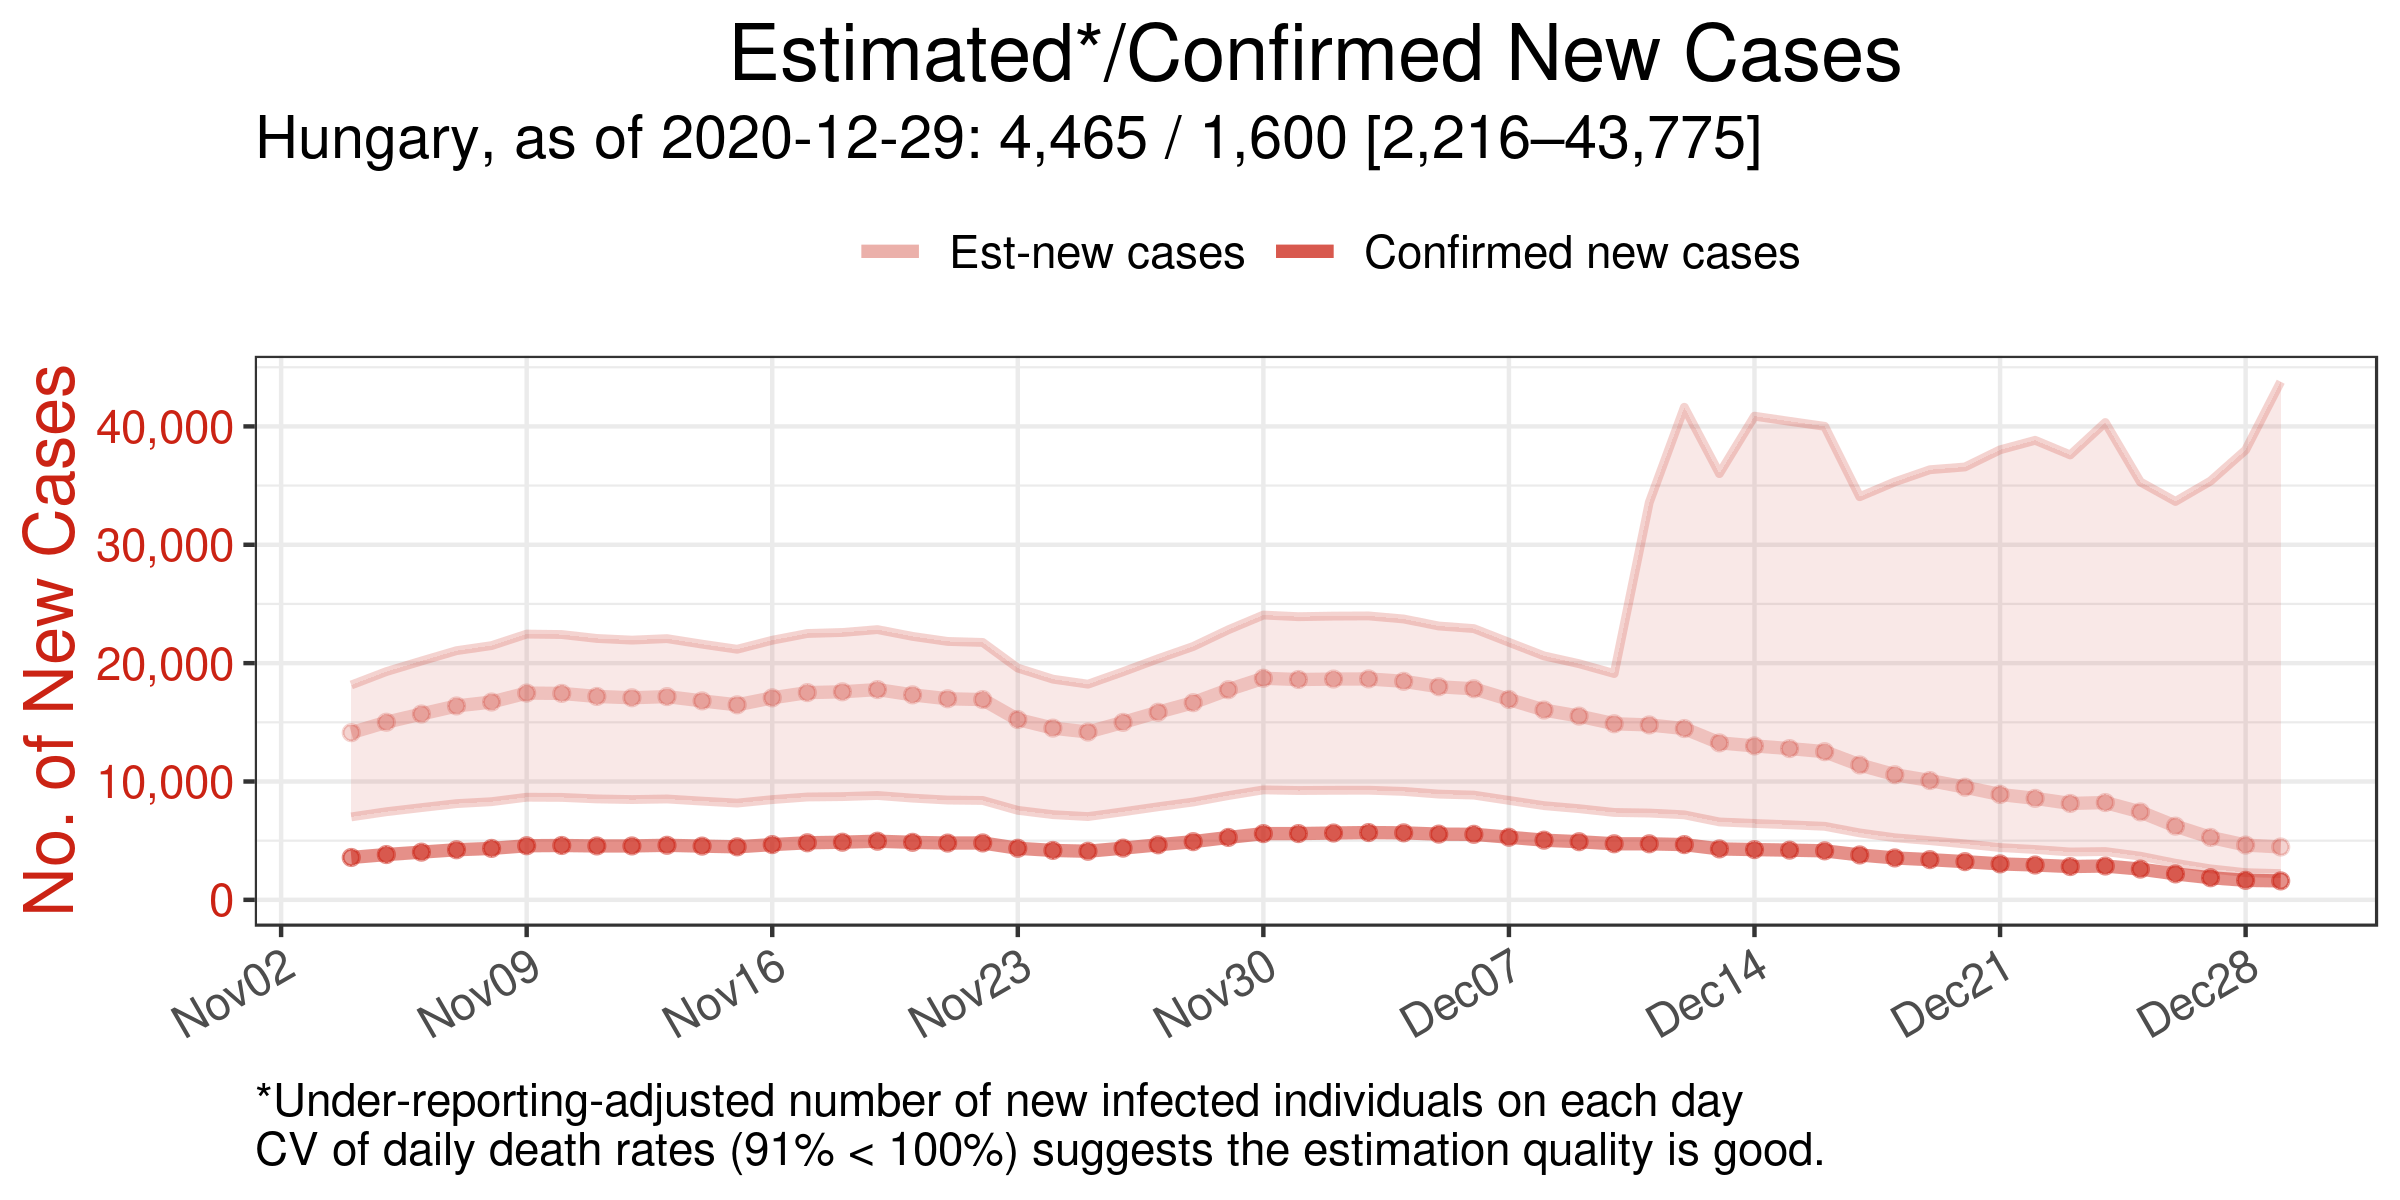 Estimated*/Confirmed New Cases
Hungary, as of 2020-12-29: 4,465 / 1,600 [2,216–43,775]
Est-new cases
Confirmed new cases
No. of New Cases
40,000
30,000
20,000
10,000
0
Nov02
Nov09
Nov16
Nov23
Nov30
Dec07
Dec14
Dec21
Dec28
*Under-reporting-adjusted number of new infected individuals on each day
CV of daily death rates (91% < 100%) suggests the estimation quality is good.